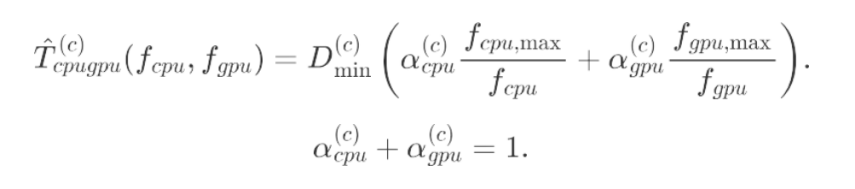 $\hat{T}^{(c)}_{cpugpu}(f_{cpu}, f_{gpu}) = D^{(c)}_{\min} \left( \alpha^{(c)}_{cpu} \frac{f_{cpu,\max}}{f_{cpu}} + \alpha^{(c)}_{gpu} \frac{f_{gpu,\max}}{f_{gpu}} \right).$
$\alpha^{(c)}_{cpu} + \alpha^{(c)}_{gpu} = 1.$